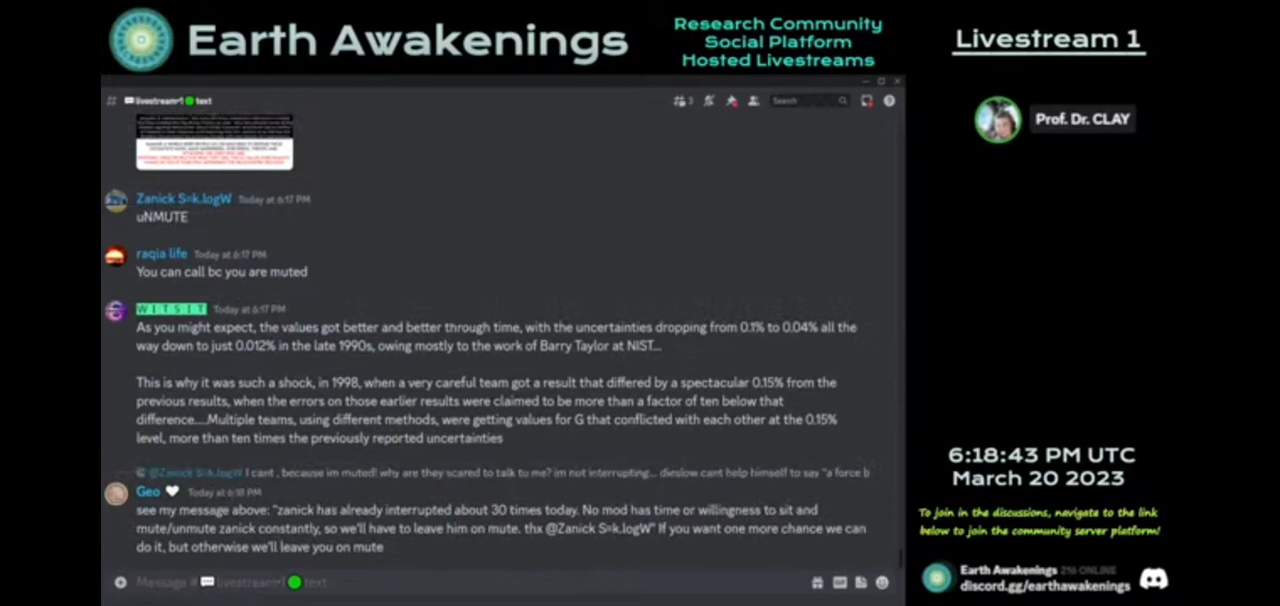 Earth Awakenings
Research Community
Social Platform
Hosted Livestreams
Livestream 1
Prof. Dr. CLAY
# livestream-1 text
3
Search
Zanick S=k.logW Today at 6:17 PM
uNMUTE
raqia life Today at 6:17 PM
You can call bc you are muted
WITSIT Today at 6:17 PM
As you might expect, the values got better and better through time, with the uncertainties dropping from 0.1% to 0.04% all the
way down to just 0.012% in the late 1990s, owing mostly to the work of Barry Taylor at NIST...
This is why it was such a shock, in 1998, when a very careful team got a result that differed by a spectacular 0.15% from the
previous results, when the errors on those earlier results were claimed to be more than a factor of ten below that
difference....Multiple teams, using different methods, were getting values for G that conflicted with each other at the 0.15%
level, more than ten times the previously reported uncertainties
@Zanick S=k.logW I cant , because im muted! why are they scared to talk to me? im not interrupting... dieslow cant help himself to say "a force b
Geo 🤍 Today at 6:18 PM
see my message above: "zanick has already interrupted about 30 times today. No mod has time or willingness to sit and
mute/unmute zanick constantly, so we'll have to leave him on mute. thx @Zanick S=k.logW" If you want one more chance we can
do it, but otherwise we'll leave you on mute
Message # livestream-1 text
GIF
6:18:43 PM UTC
March 20 2023
To join in the discussions, navigate to the link
below to join the community server platform!
Earth Awakenings 216 ONLINE
discord.gg/earthawakenings